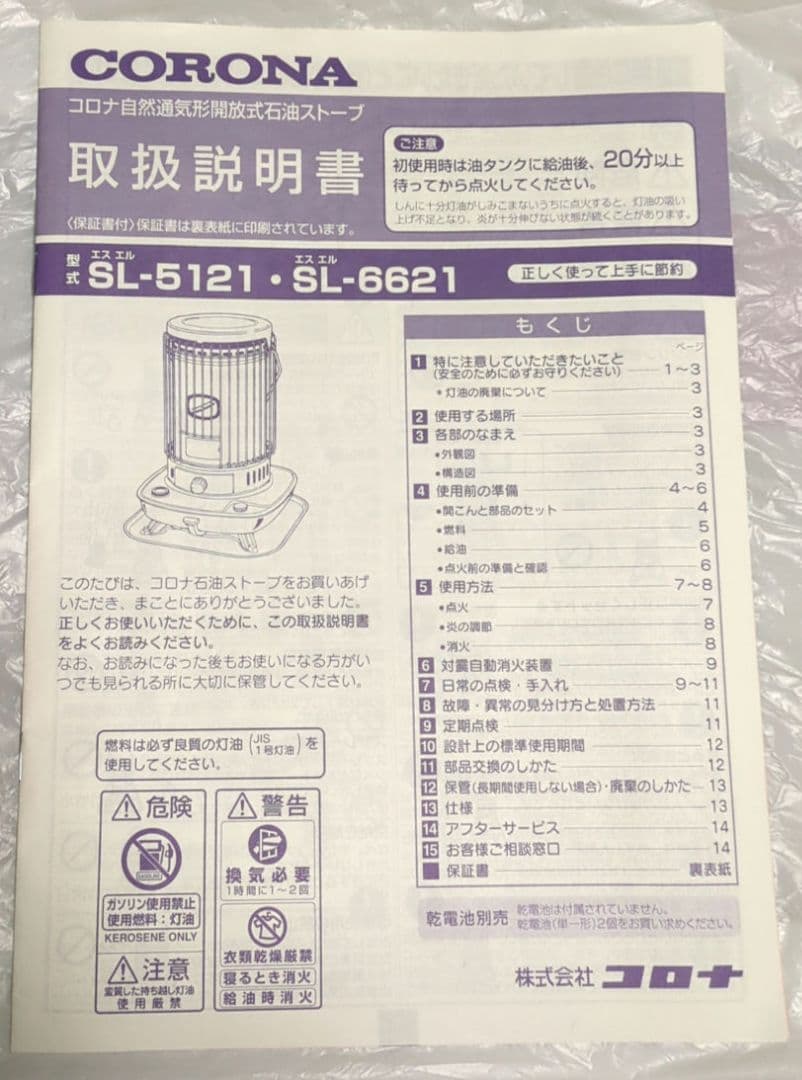 CORONA
コロナ自然通気形開放式石油ストーブ
取扱説明書
〈保証書付〉保証書は裏表紙に印刷されています。
ご注意
初使用時は油タンクに給油後、20分以上
待ってから点火してください。
しんに十分灯油がしみこまないうちに点火すると、灯油の吸い
上げ不足となり、炎が十分伸びない状態が続くことがあります。
エス エル エス エル
型式 SL-5121・SL-6621
正しく使って上手に節約
もくじ
ページ
1 特に注意していただきたいこと
(安全のために必ずお守りください) 1〜3
•灯油の廃棄について 3
2 使用する場所 3
3 各部のなまえ 3
•外観図 3
•構造図 3
4 使用前の準備 4〜6
•開こんと部品のセット 4
•燃料 5
•給油 6
•点火前の準備と確認 6
5 使用方法 7〜8
•点火 7
•炎の調節 8
•消火 8
6 対震自動消火装置 9
7 日常の点検・手入れ 9〜11
8 故障・異常の見分け方と処置方法 11
9 定期点検 11
10 設計上の標準使用期間 12
11 部品交換のしかた 12
12 保管(長期間使用しない場合)・廃棄のしかた 13
13 仕様 13
14 アフターサービス 14
15 お客様ご相談窓口 14
保証書 裏表紙
このたびは、コロナ石油ストーブをお買いあげ
いただき、まことにありがとうございました。
正しくお使いいただくために、この取扱説明書
をよくお読みください。
なお、お読みになった後もお使いになる方がい
つでも見られる所に大切に保管してください。
燃料は必ず良質の灯油(JIS 1号灯油)を
使用してください。
危険
GASOLINE
ガソリン使用禁止
使用燃料：灯油
KEROSENE ONLY
注意
変質した持ち越し灯油
使用厳禁
警告
換気必要
1時間に1〜2回
衣類乾燥厳禁
寝るとき消火
給油時消火
乾電池別売
乾電池は付属されていません。
乾電池(単一形)2個をお買い求めください。
株式会社 コロナ